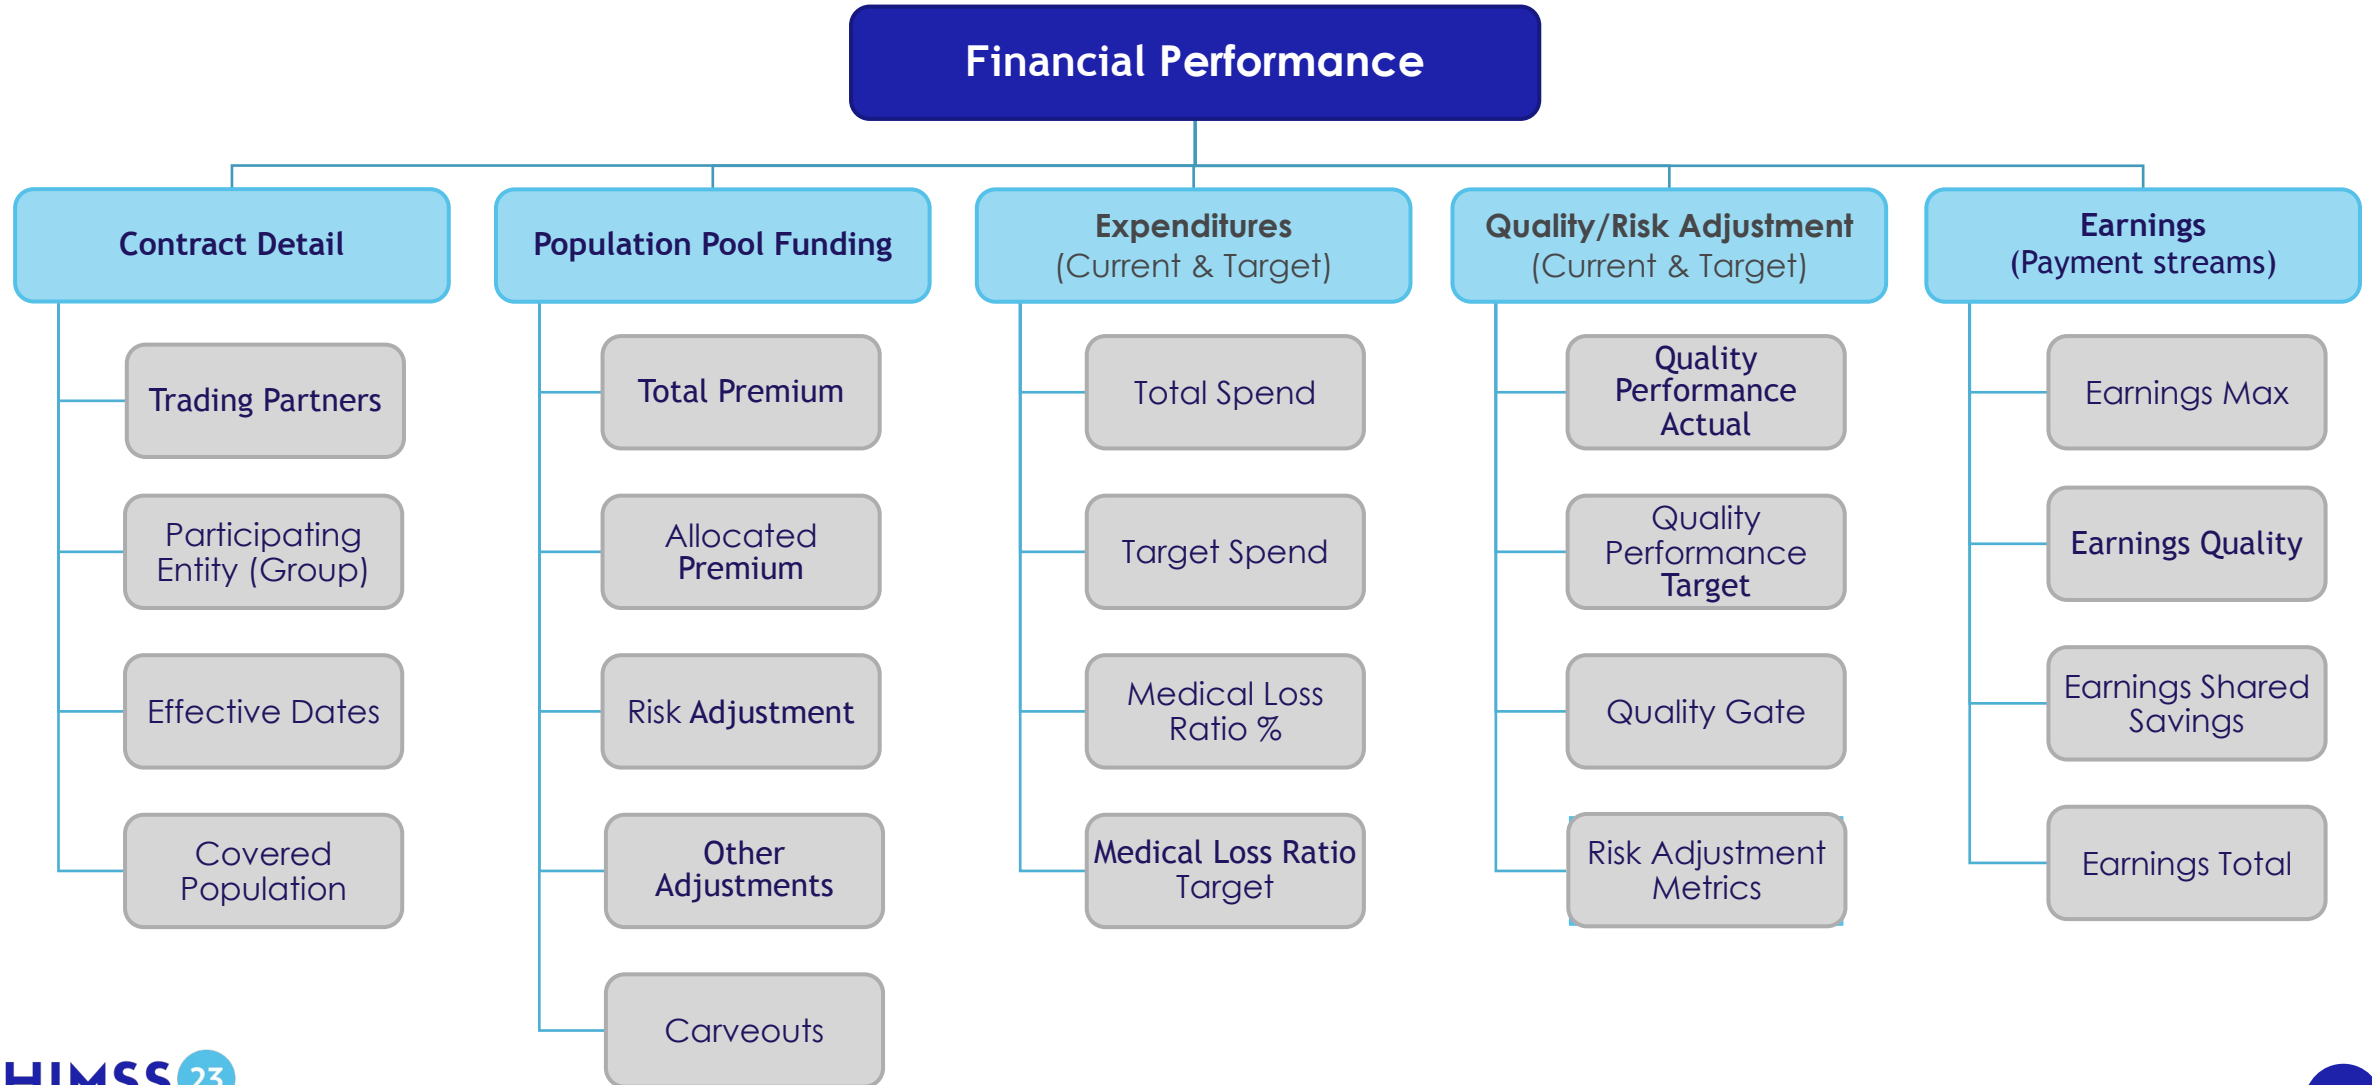 Financial Performance
Contract Detail
Trading Partners
Participating
Entity (Group)
Effective Dates
Covered
Population
Population Pool Funding
Total Premium
Allocated
Premium
Risk Adjustment
Other
Adjustments
Carveouts
Expenditures
(Current & Target)
Total Spend
Target Spend
Medical Loss
Ratio %
Medical Loss Ratio
Target
Quality/Risk Adjustment
(Current & Target)
Quality
Performance
Actual
Quality
Performance
Target
Quality Gate
Risk Adjustment
Metrics
Earnings
(Payment streams)
Earnings Max
Earnings Quality
Earnings Shared
Savings
Earnings Total
HIMSS 23